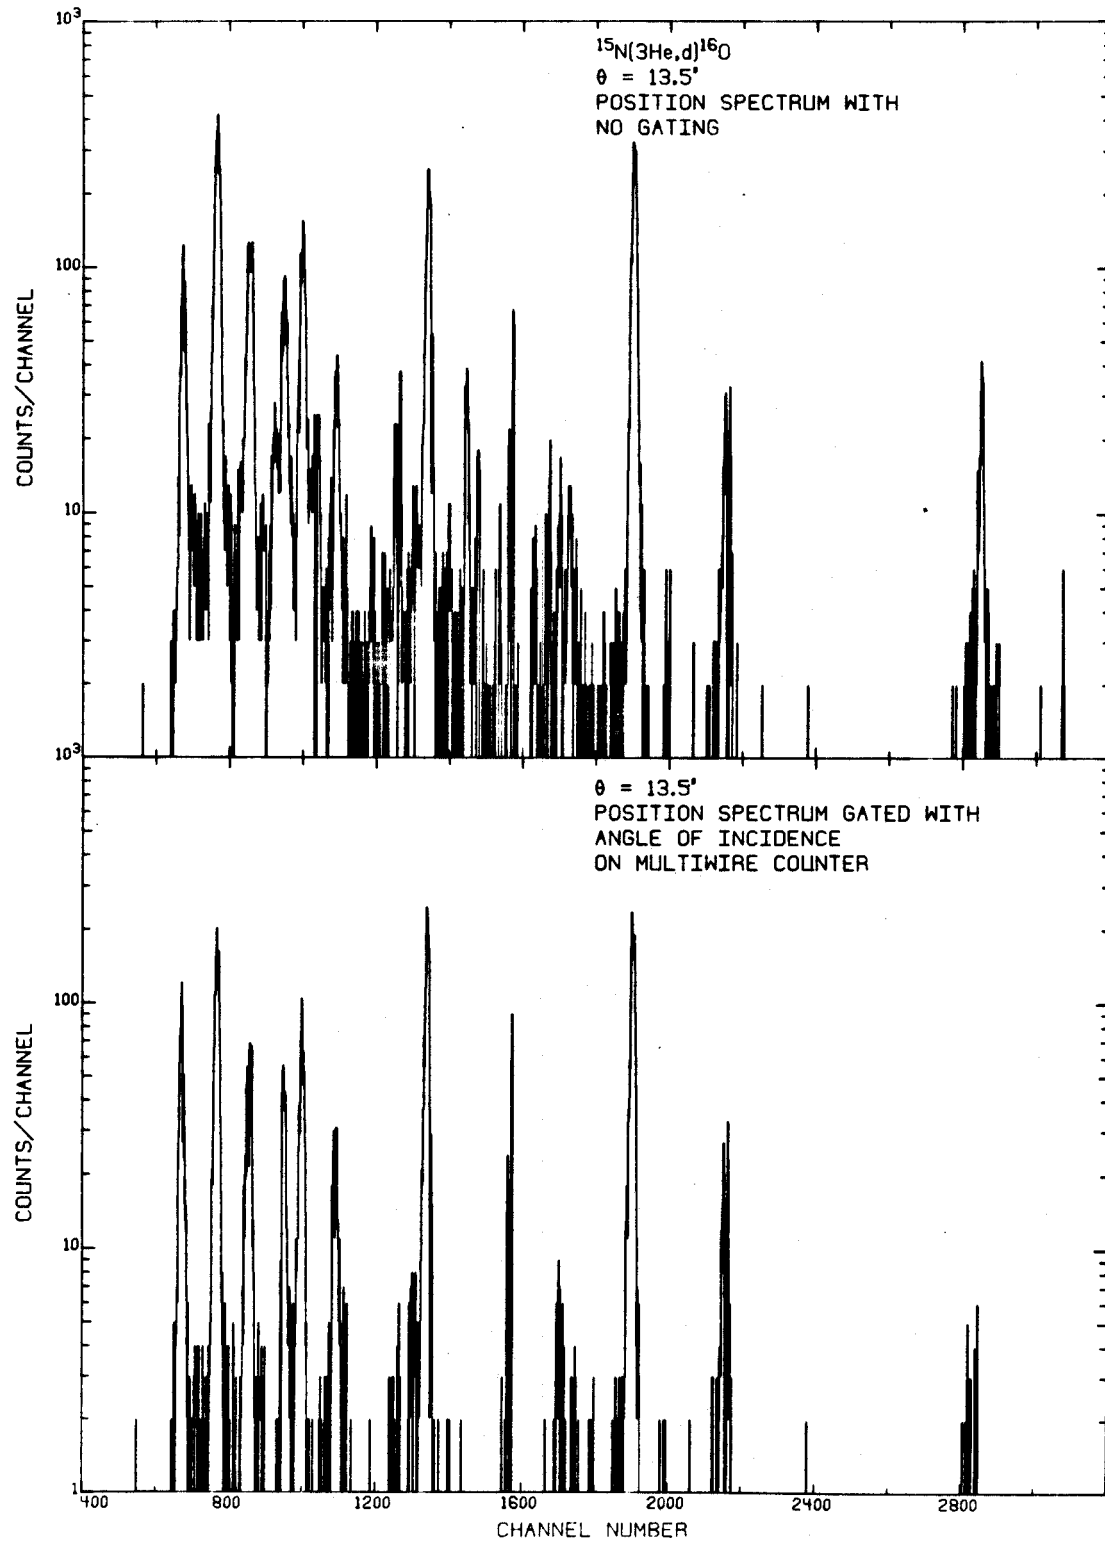 10³
¹⁵N(3He,d)¹⁶O
θ = 13.5°
POSITION SPECTRUM WITH
NO GATING
100
COUNTS/CHANNEL
10
10³
θ = 13.5°
POSITION SPECTRUM GATED WITH
ANGLE OF INCIDENCE
ON MULTIWIRE COUNTER
100
COUNTS/CHANNEL
10
1
400 800 1200 1600 2000 2400 2800
CHANNEL NUMBER